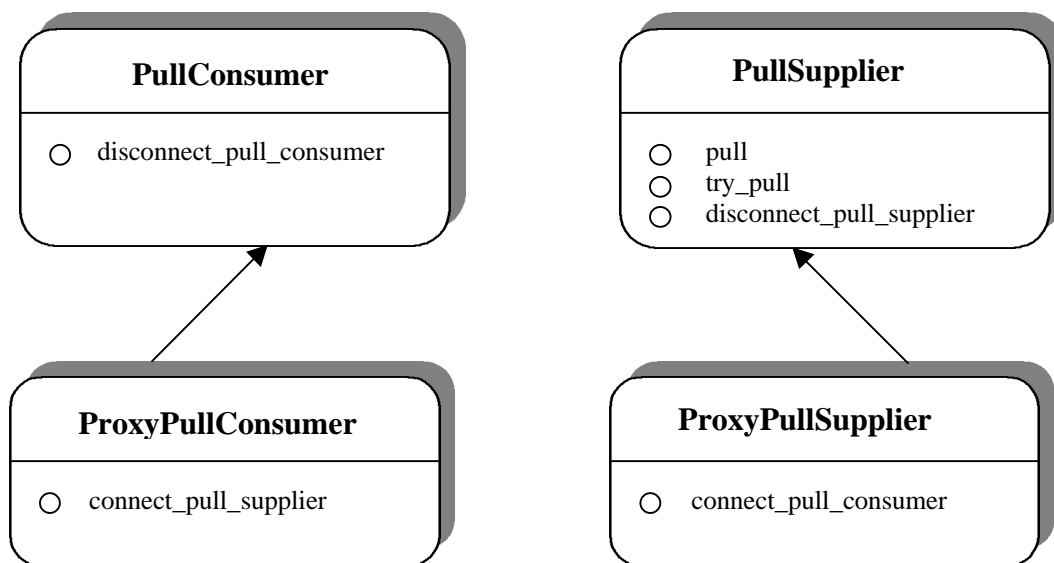 PullConsumer
disconnect_pull_consumer
PullSupplier
pull
try_pull
disconnect_pull_supplier
ProxyPullConsumer
connect_pull_supplier
ProxyPullSupplier
connect_pull_consumer